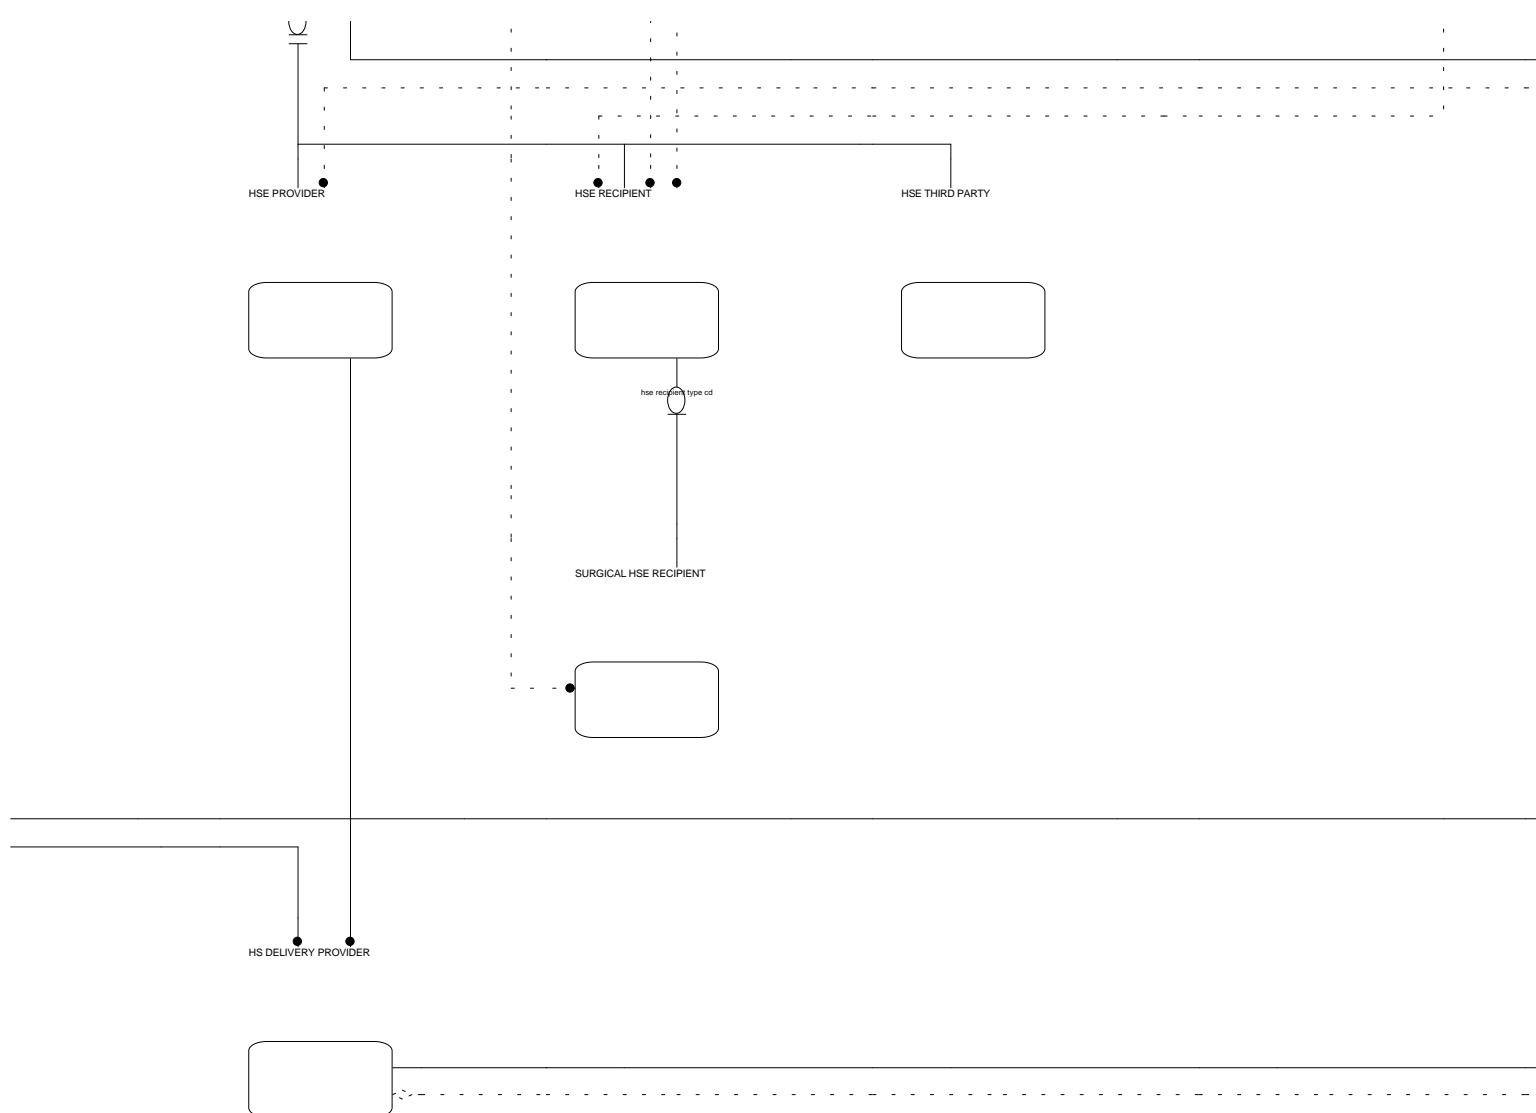 HSE PROVIDER
HSE RECIPIENT
HSE THIRD PARTY
hse recipient type cd
SURGICAL HSE RECIPIENT
HS DELIVERY PROVIDER